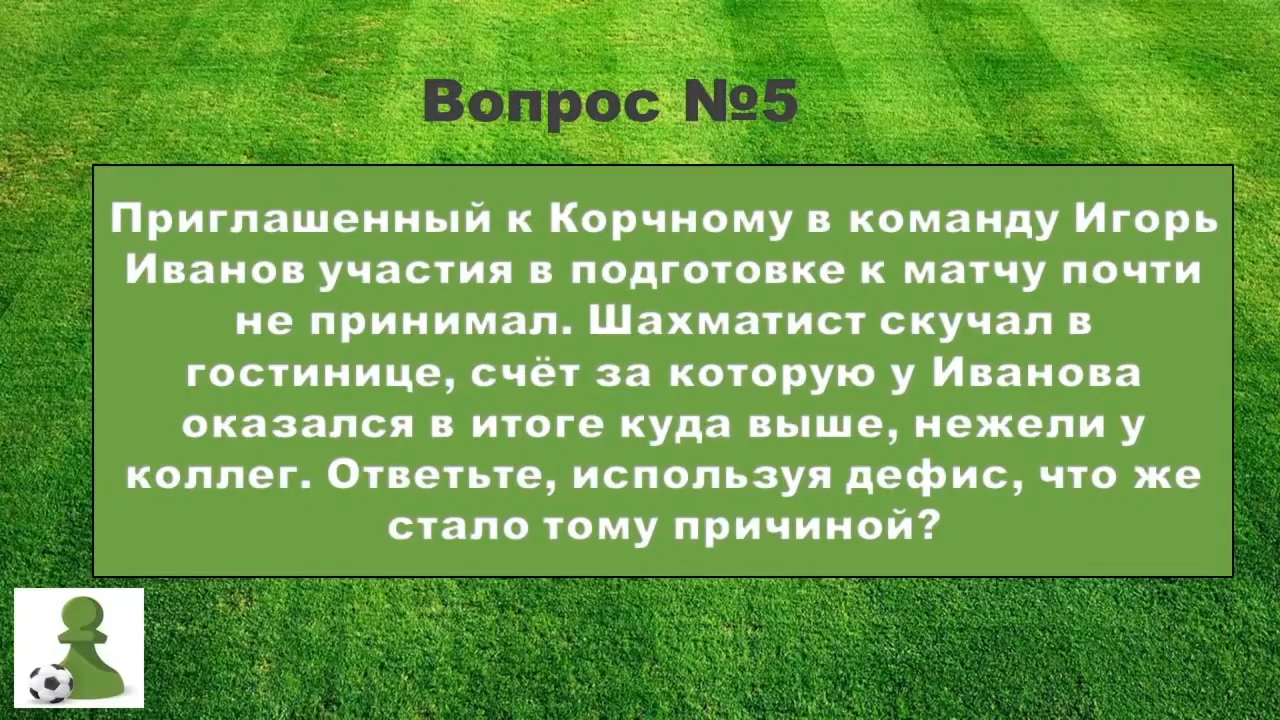 Вопрос №5
Приглашенный к Корчному в команду Игорь
Иванов участия в подготовке к матчу почти
не принимал. Шахматист скучал в
гостинице, счёт за которую у Иванова
оказался в итоге куда выше, нежели у
коллег. Ответьте, используя дефис, что же
стало тому причиной?